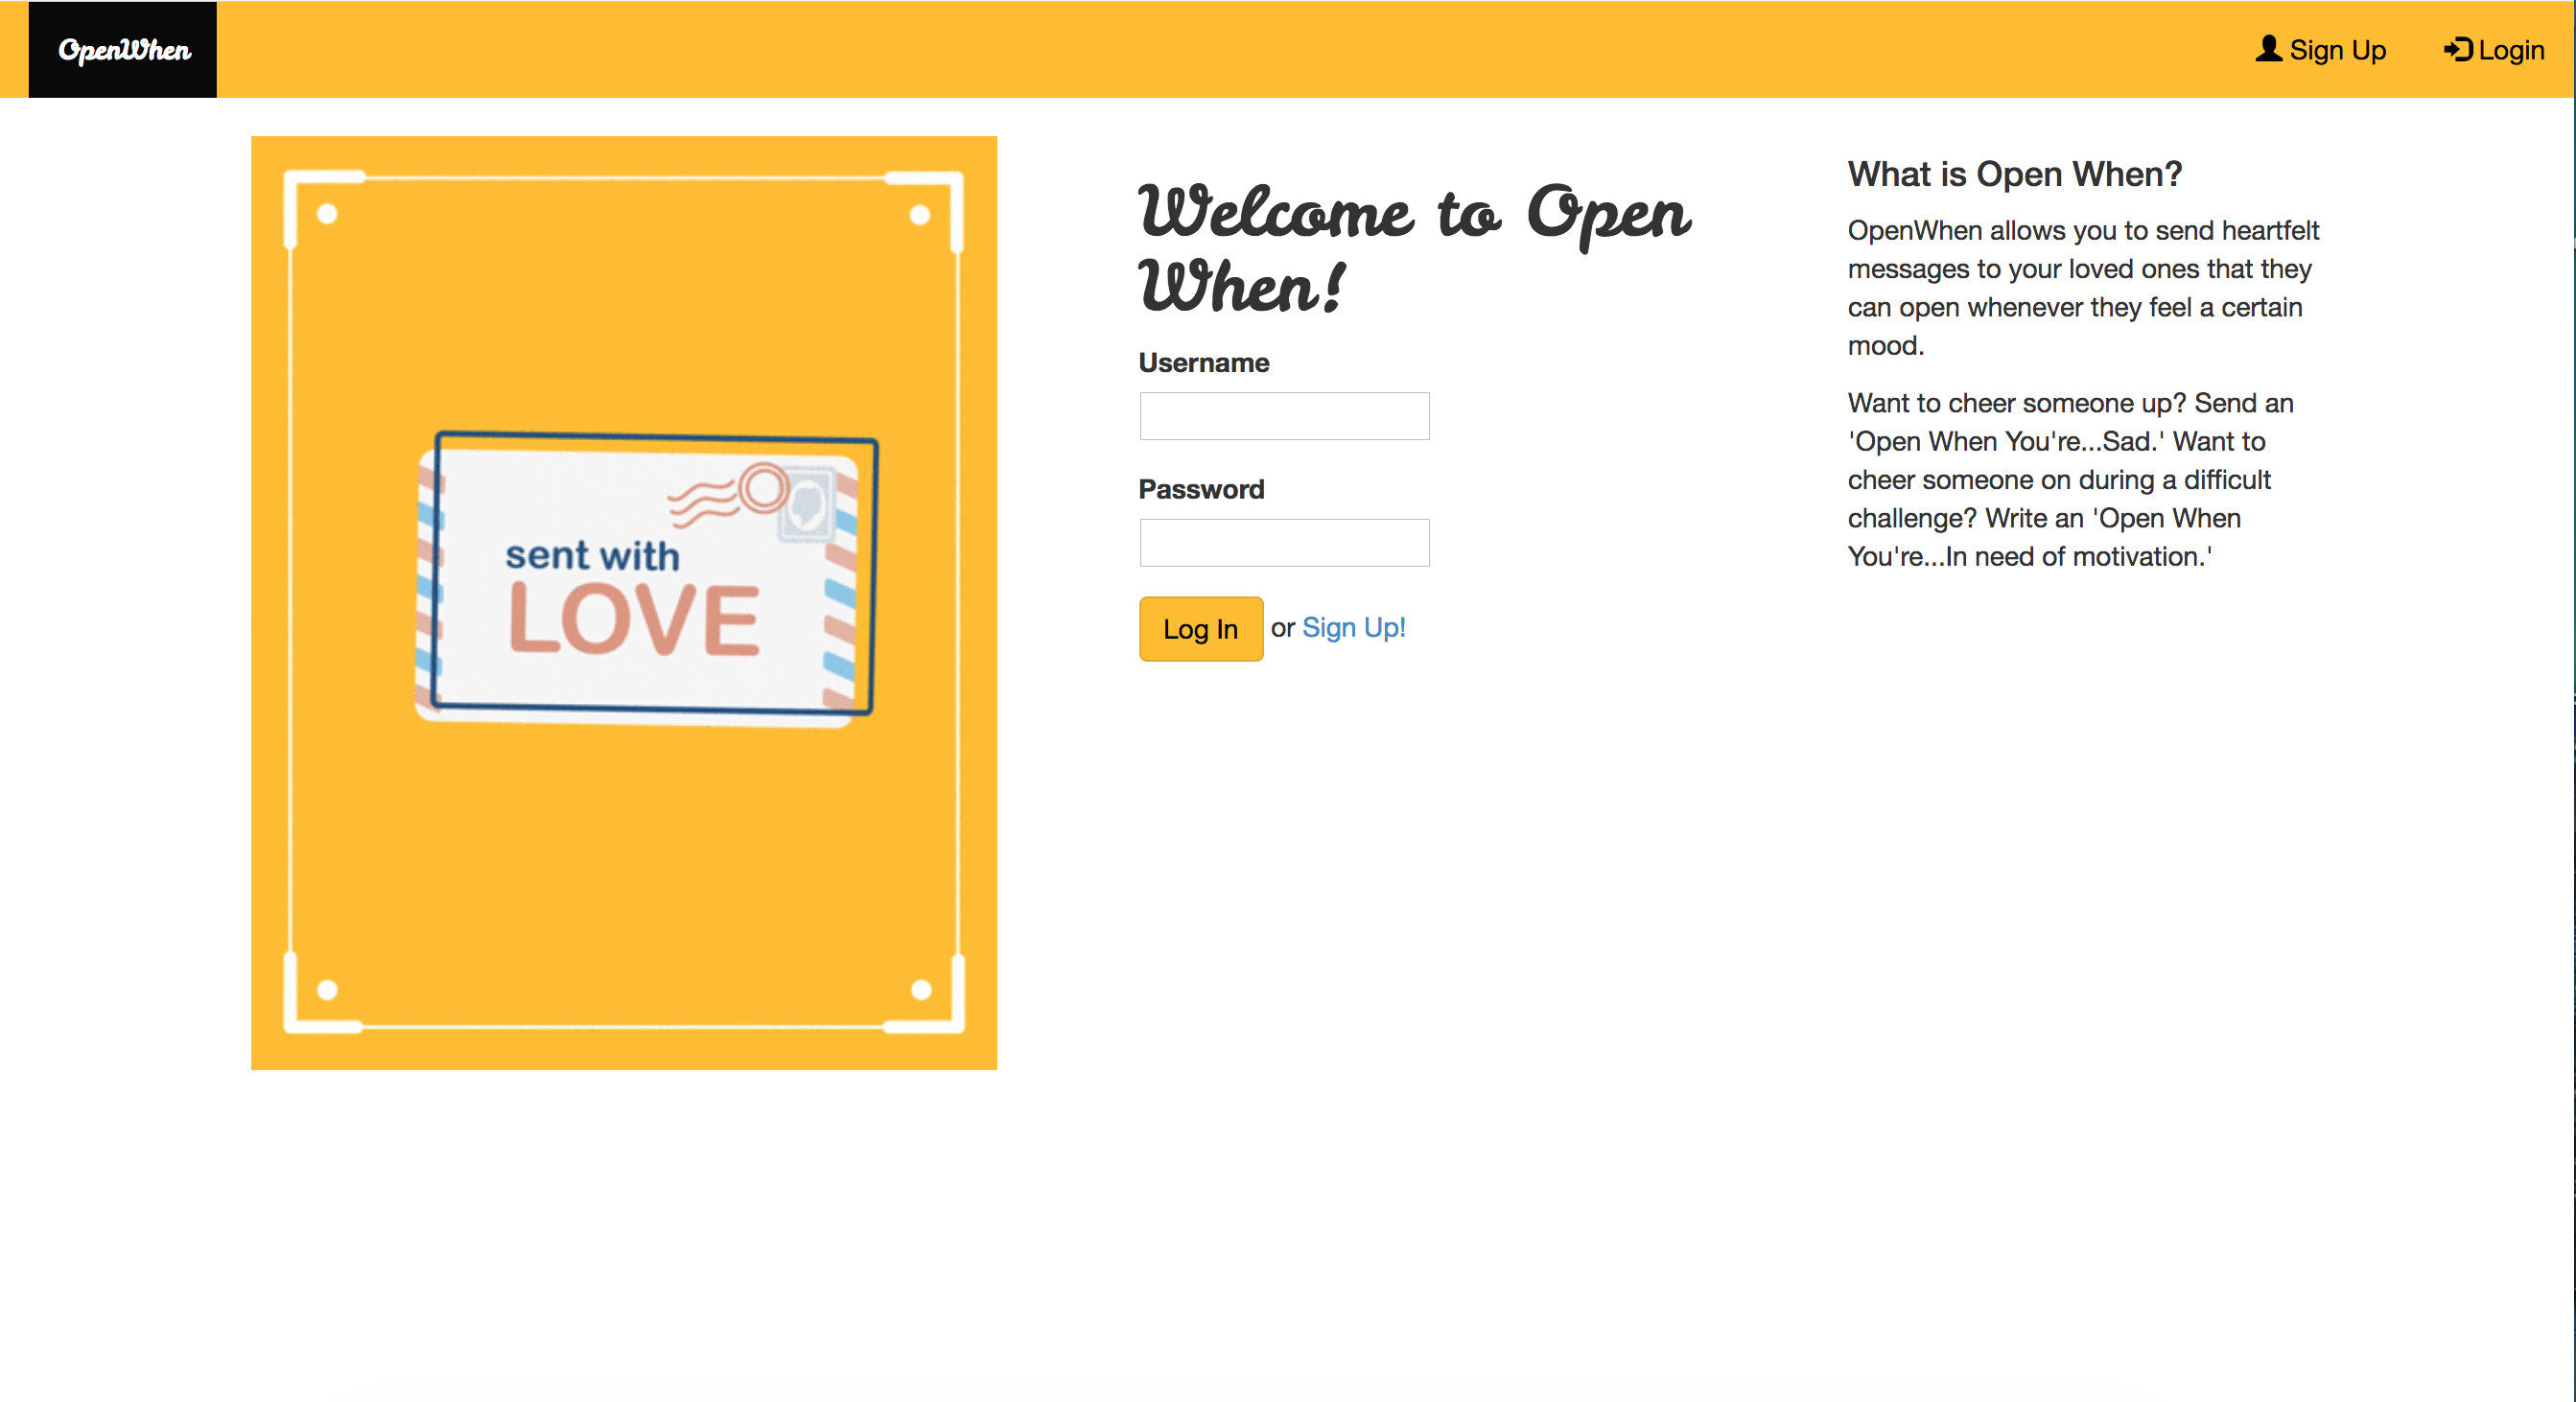 OpenWhen
Sign Up
Login
sent with
LOVE
Welcome to Open
When!
Username
Password
Log In or Sign Up!
What is Open When?
OpenWhen allows you to send heartfelt
messages to your loved ones that they
can open whenever they feel a certain
mood.
Want to cheer someone up? Send an
'Open When You're...Sad.' Want to
cheer someone on during a difficult
challenge? Write an 'Open When
You're...In need of motivation.'